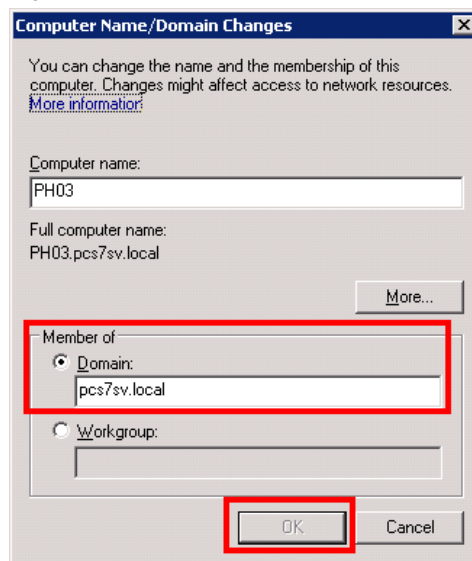 Computer Name/Domain Changes
You can change the name and the membership of this
computer. Changes might affect access to network resources.
More information
Computer name:
PH03
Full computer name:
PH03.pcs7sv.local
More...
Member of
Domain:
pcs7sv.local
Workgroup:
OK
Cancel